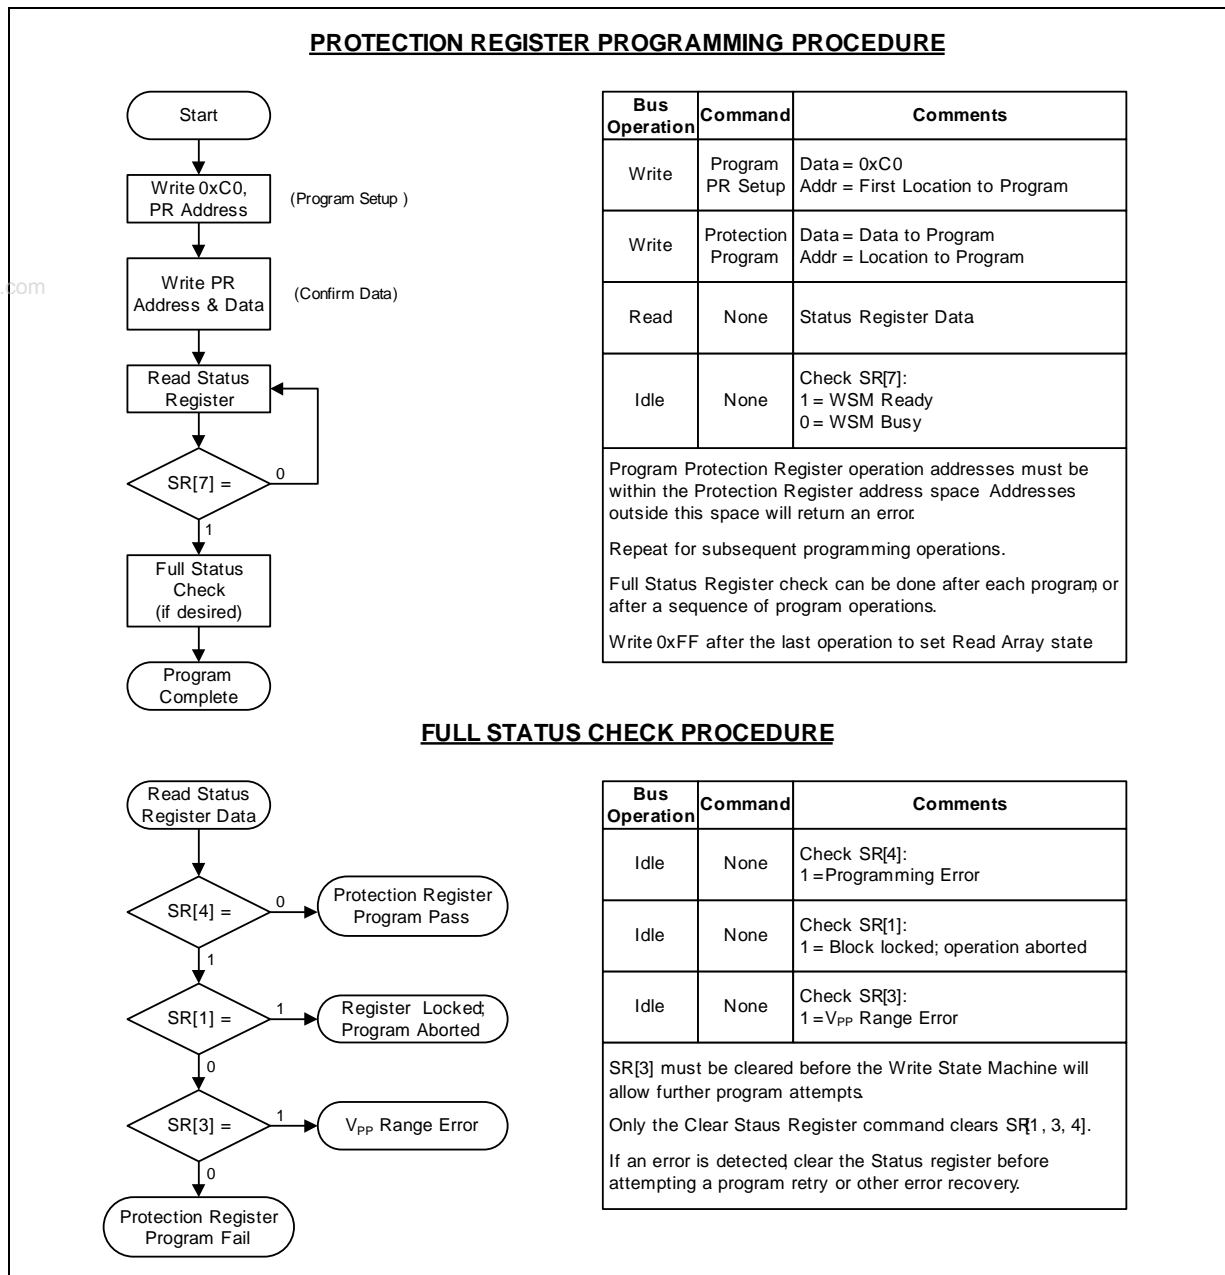 PROTECTION REGISTER PROGRAMMING PROCEDURE
Start
Write 0xC0,
PR Address
(Program Setup )
Write PR
Address & Data
(Confirm Data)
.com
Read Status
Register
SR[7] =
0
1
Full Status
Check
(if desired)
Program
Complete
Bus
Operation
Command
Comments
Write
Program
PR Setup
Data = 0xC0
Addr = First Location to Program
Write
Protection
Program
Data = Data to Program
Addr = Location to Program
Read
None
Status Register Data
Idle
None
Check SR[7]:
1 = WSM Ready
0 = WSM Busy
Program Protection Register operation addresses must be
within the Protection Register address space Addresses
outside this space will return an error.
Repeat for subsequent programming operations.
Full Status Register check can be done after each program, or
after a sequence of program operations.
Write 0xFF after the last operation to set Read Array state
FULL STATUS CHECK PROCEDURE
Read Status
Register Data
SR[4] =
0
Protection Register
Program Pass
1
SR[1] =
1
Register Locked;
Program Aborted
0
SR[3] =
1
VPP Range Error
0
Protection Register
Program Fail
Bus
Operation
Command
Comments
Idle
None
Check SR[4]:
1 =Programming Error
Idle
None
Check SR[1]:
1 = Block locked; operation aborted
Idle
None
Check SR[3]:
1 =VPP Range Error
SR[3] must be cleared before the Write State Machine will
allow further program attempts.
Only the Clear Staus Register command clears SR[1, 3, 4].
If an error is detected, clear the Status register before
attempting a program retry or other error recovery.